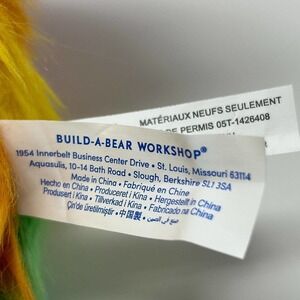 MATÉRIAUX NEUFS SEULEMENT
DE PERMIS 05T-1426408
BUILD-A-BEAR WORKSHOP®
1954 Innerbelt Business Center Drive • St. Louis, Missouri 63114
Aquasulis, 10-14 Bath Road • Slough, Berkshire SL1 3SA
Made in China • Fabriqué en Chine
Hecho en China • Produceret i Kina • Hergestellt in China
Produsert i Kina • Tillverkad i Kina • Fabricado na China
Çin'de üretilmiştir • 中国製 • صنع في الصين